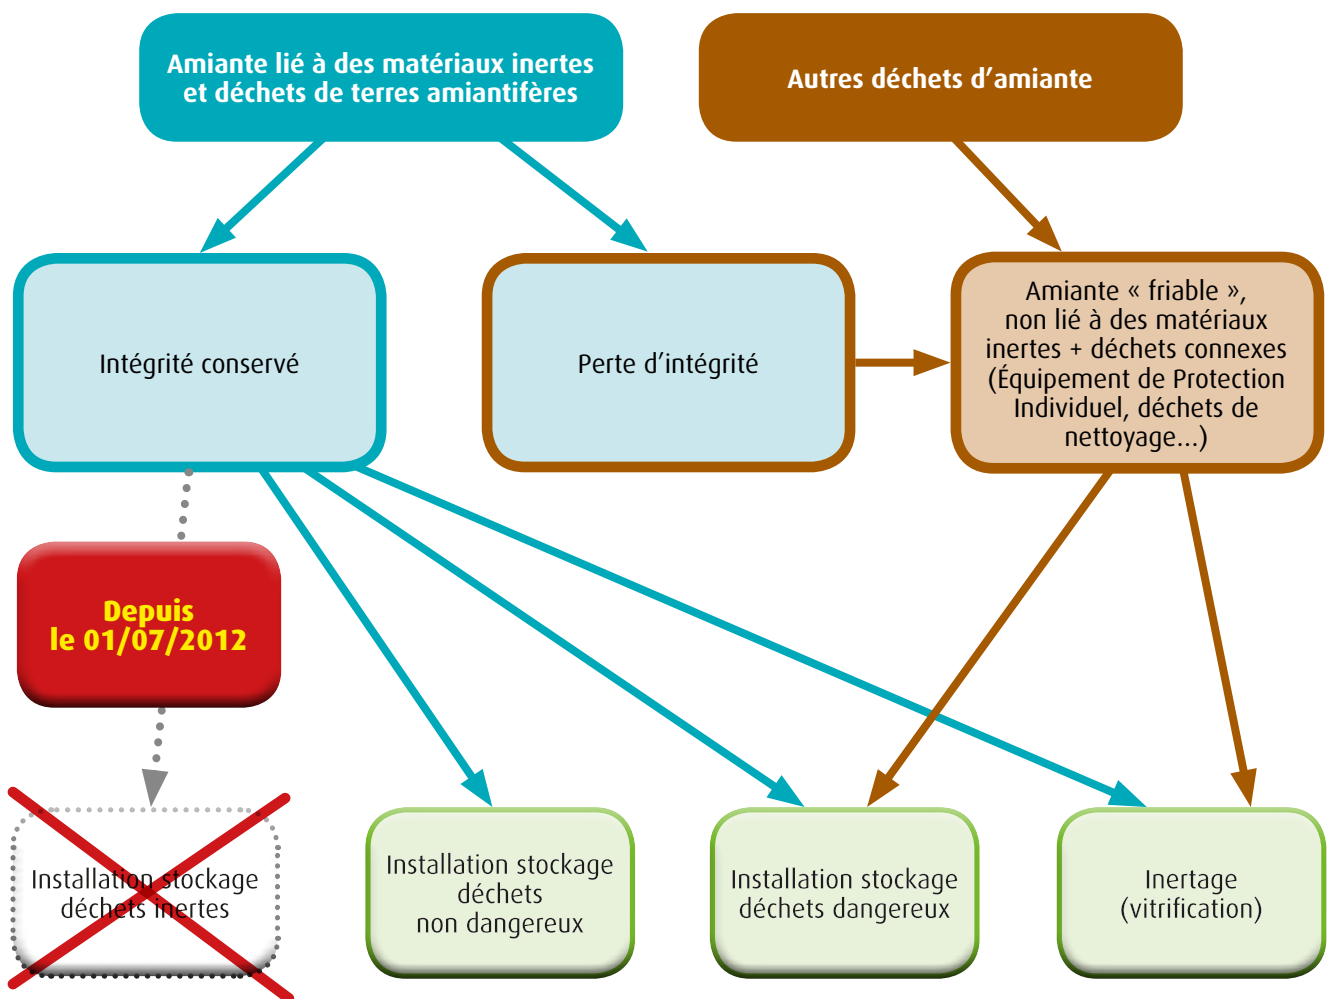 Amiante lié à des matériaux inertes
et déchets de terres amiantifères
Autres déchets d’amiante
Intégrité conservé
Perte d’intégrité
Amiante « friable »,
non lié à des matériaux
inertes + déchets connexes
(Équipement de Protection
Individuel, déchets de
nettoyage...)
Depuis
le 01/07/2012
Installation stockage
déchets inertes
Installation stockage
déchets
non dangereux
Installation stockage
déchets dangereux
Inertage
(vitrification)